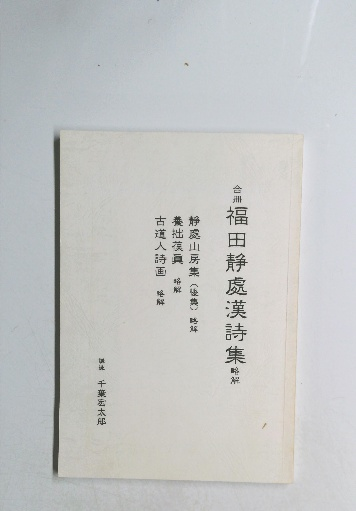 合冊 福田静處漢詩集 略解
静處山房集（後集）略解
養拙葆眞 略解
古道人詩画 略解
千葉宏太郎